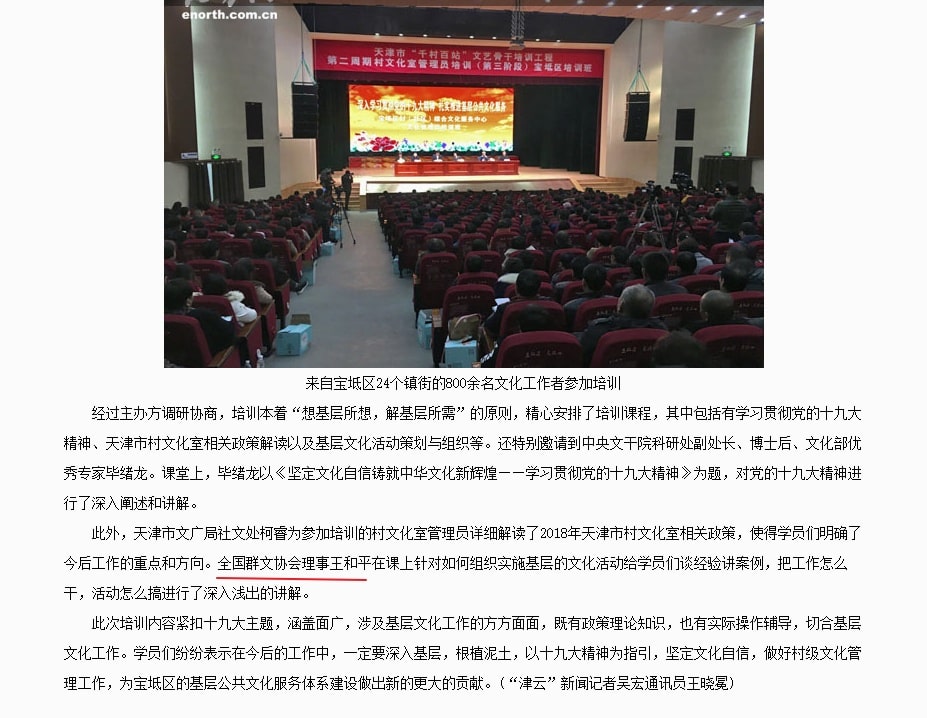 enorth.com.cn
天津市“千村百站”文艺骨干培训工程
第二周期村文化室管理员培训（第三阶段）宝坻区培训班
来自宝坻区24个镇街的800余名文化工作者参加培训
经过主办方调研协商，培训本着“想基层所想，解基层所需”的原则，精心安排了培训课程，其中包括有学习贯彻党的十九大
精神、天津市村文化室相关政策解读以及基层文化活动策划与组织等。还特别邀请到中央文干院科研处副处长、博士后、文化部优
秀专家毕绪龙。课堂上，毕绪龙以《坚定文化自信铸就中华文化新辉煌——学习贯彻党的十九大精神》为题，对党的十九大精神进
行了深入阐述和讲解。
此外，天津市文广局社文处柯睿为参加培训的村文化室管理员详细解读了2018年天津市村文化室相关政策，使得学员们明确了
今后工作的重点和方向。全国群文协会理事王和平在课上针对如何组织实施基层的文化活动给学员们谈经验讲案例，把工作怎么
干，活动怎么搞进行了深入浅出的讲解。
此次培训内容紧扣十九大主题，涵盖面广，涉及基层文化工作的方方面面，既有政策理论知识，也有实际操作辅导，切合基层
文化工作。学员们纷纷表示在今后的工作中，一定要深入基层，根植泥土，以十九大精神为指引，坚定文化自信，做好村级文化管
理工作，为宝坻区的基层公共文化服务体系建设做出新的更大的贡献。（“津云”新闻记者吴宏通讯员王晓冕）